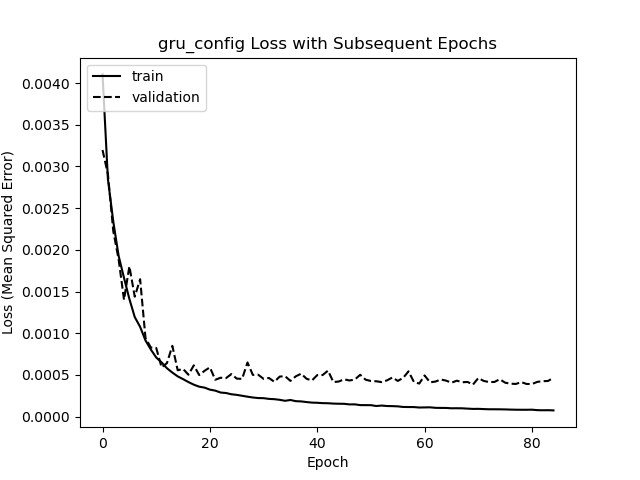 gru_config Loss with Subsequent Epochs
train
validation
0.0040
0.0035
0.0030
0.0025
0.0020
0.0015
0.0010
0.0005
0.0000
Loss (Mean Squared Error)
0 20 40 60 80
Epoch